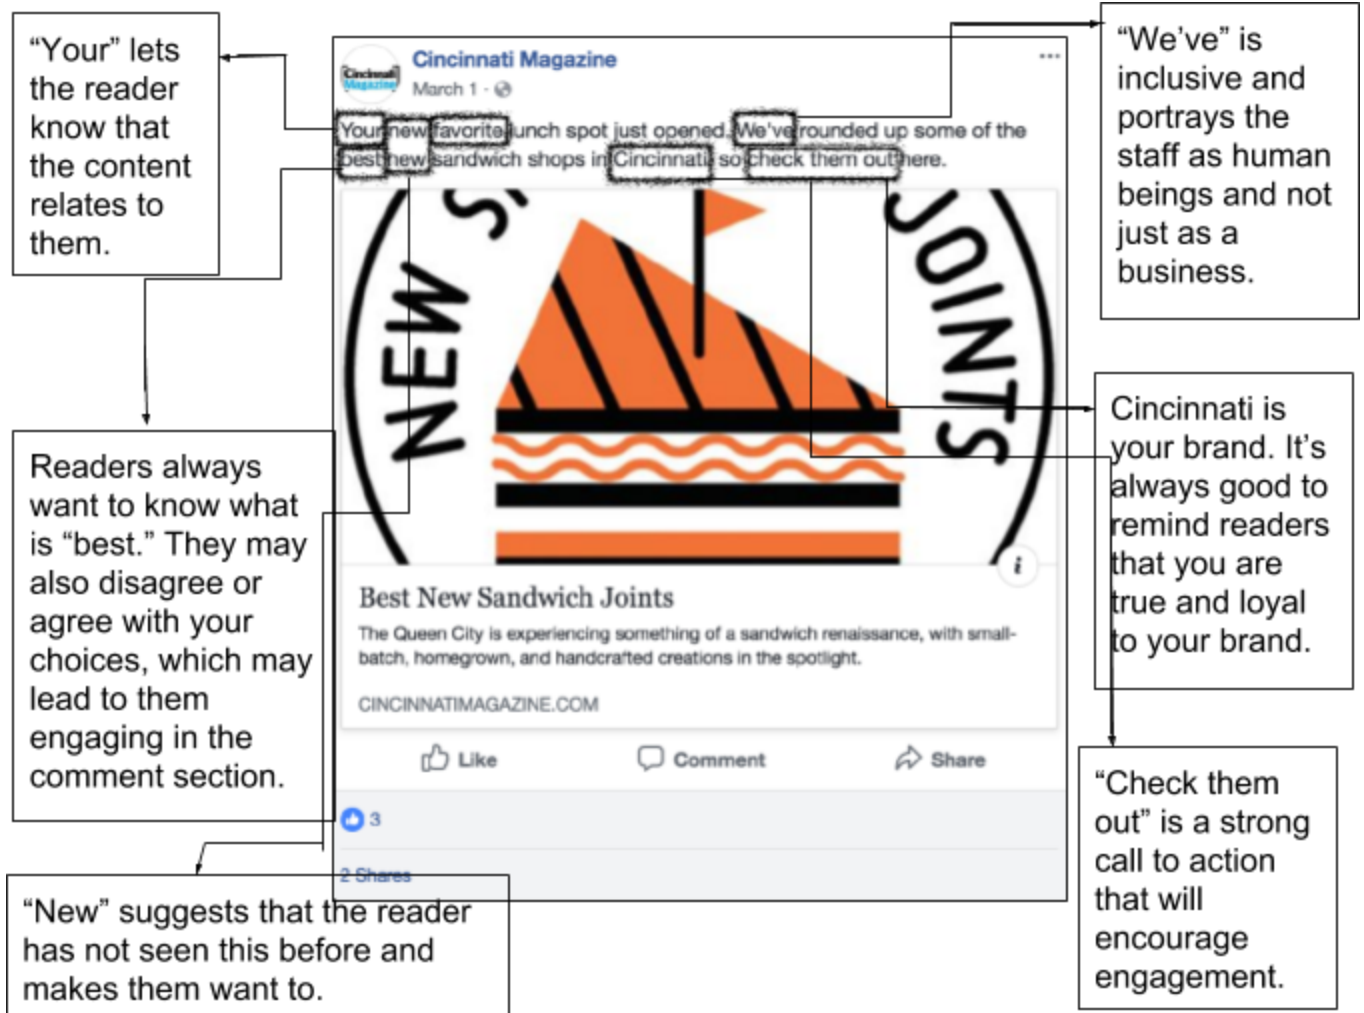 “Your” lets
the reader
know that
the content
relates to
them.
Readers always
want to know what
is “best.” They may
also disagree or
agree with your
choices, which may
lead to them
engaging in the
comment section.
“New” suggests that the reader
has not seen this before and
makes them want to.
Cincinnati
Magazine
Cincinnati Magazine
March 1
Your new favorite lunch spot just opened. We've rounded up some of the
best new sandwich shops in Cincinnati, so check them out here.
NEW
JOINTS
i
Best New Sandwich Joints
The Queen City is experiencing something of a sandwich renaissance, with small-
batch, homegrown, and handcrafted creations in the spotlight.
CINCINNATIMAGAZINE.COM
Like Comment Share
3
2 Shares
“We’ve” is
inclusive and
portrays the
staff as human
beings and not
just as a
business.
Cincinnati is
your brand. It’s
always good to
remind readers
that you are
true and loyal
to your brand.
“Check them
out” is a strong
call to action
that will
encourage
engagement.